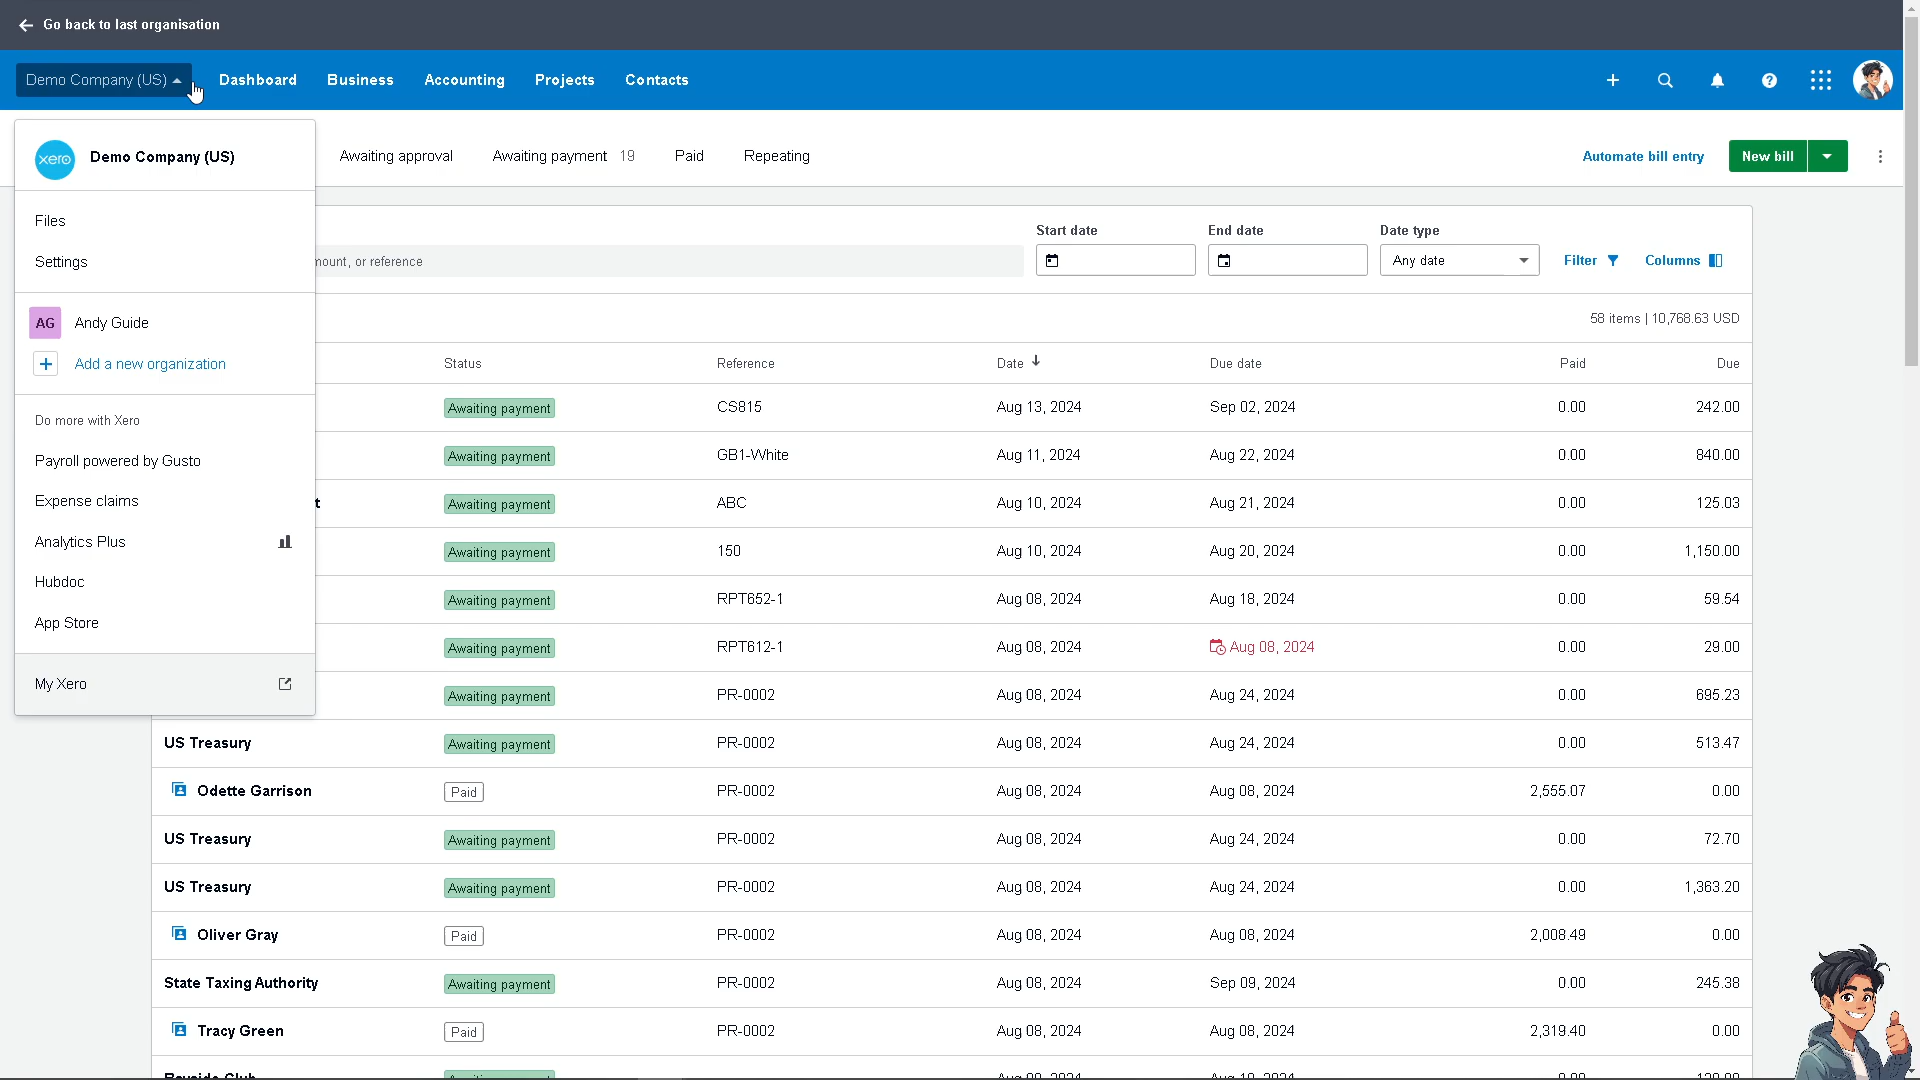 Go back to last organisation
Demo Company (US) Dashboard Business Accounting Projects Contacts
xero Demo Company (US)
Awaiting approval Awaiting payment 19 Paid Repeating Automate bill entry New bill
Files
Settings
AG Andy Guide
Add a new organization
Do more with Xero
Payroll powered by Gusto
Expense claims
Analytics Plus
Hubdoc
App Store
My Xero
Start date End date Date type
mount, or reference Any date Filter Columns
58 items | 10,768.63 USD
Status Reference Date Due date Paid Due
Awaiting payment CS815 Aug 13, 2024 Sep 02, 2024 0.00 242.00
Awaiting payment GB1-White Aug 11, 2024 Aug 22, 2024 0.00 840.00
t Awaiting payment ABC Aug 10, 2024 Aug 21, 2024 0.00 125.03
Awaiting payment 150 Aug 10, 2024 Aug 20, 2024 0.00 1,150.00
Awaiting payment RPT652-1 Aug 08, 2024 Aug 18, 2024 0.00 59.54
Awaiting payment RPT612-1 Aug 08, 2024 Aug 08, 2024 0.00 29.00
Awaiting payment PR-0002 Aug 08, 2024 Aug 24, 2024 0.00 695.23
US Treasury Awaiting payment PR-0002 Aug 08, 2024 Aug 24, 2024 0.00 513.47
Odette Garrison Paid PR-0002 Aug 08, 2024 Aug 08, 2024 2,555.07 0.00
US Treasury Awaiting payment PR-0002 Aug 08, 2024 Aug 24, 2024 0.00 72.70
US Treasury Awaiting payment PR-0002 Aug 08, 2024 Aug 24, 2024 0.00 1,363.20
Oliver Gray Paid PR-0002 Aug 08, 2024 Aug 08, 2024 2,008.49 0.00
State Taxing Authority Awaiting payment PR-0002 Aug 08, 2024 Sep 09, 2024 0.00 245.38
Tracy Green Paid PR-0002 Aug 08, 2024 Aug 08, 2024 2,319.40 0.00